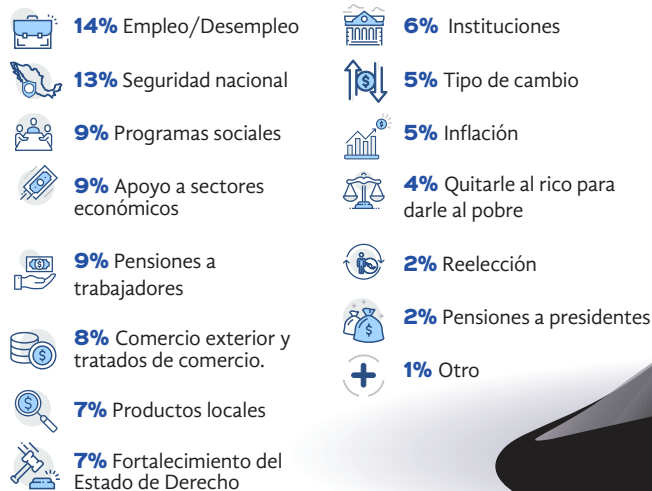 14% Empleo/Desempleo
13% Seguridad nacional
9% Programas sociales
9% Apoyo a sectores
económicos
9% Pensiones a
trabajadores
8% Comercio exterior y
tratados de comercio.
7% Productos locales
7% Fortalecimiento del
Estado de Derecho
6% Instituciones
5% Tipo de cambio
5% Inflación
4% Quitarle al rico para
darle al pobre
2% Reelección
2% Pensiones a presidentes
1% Otro